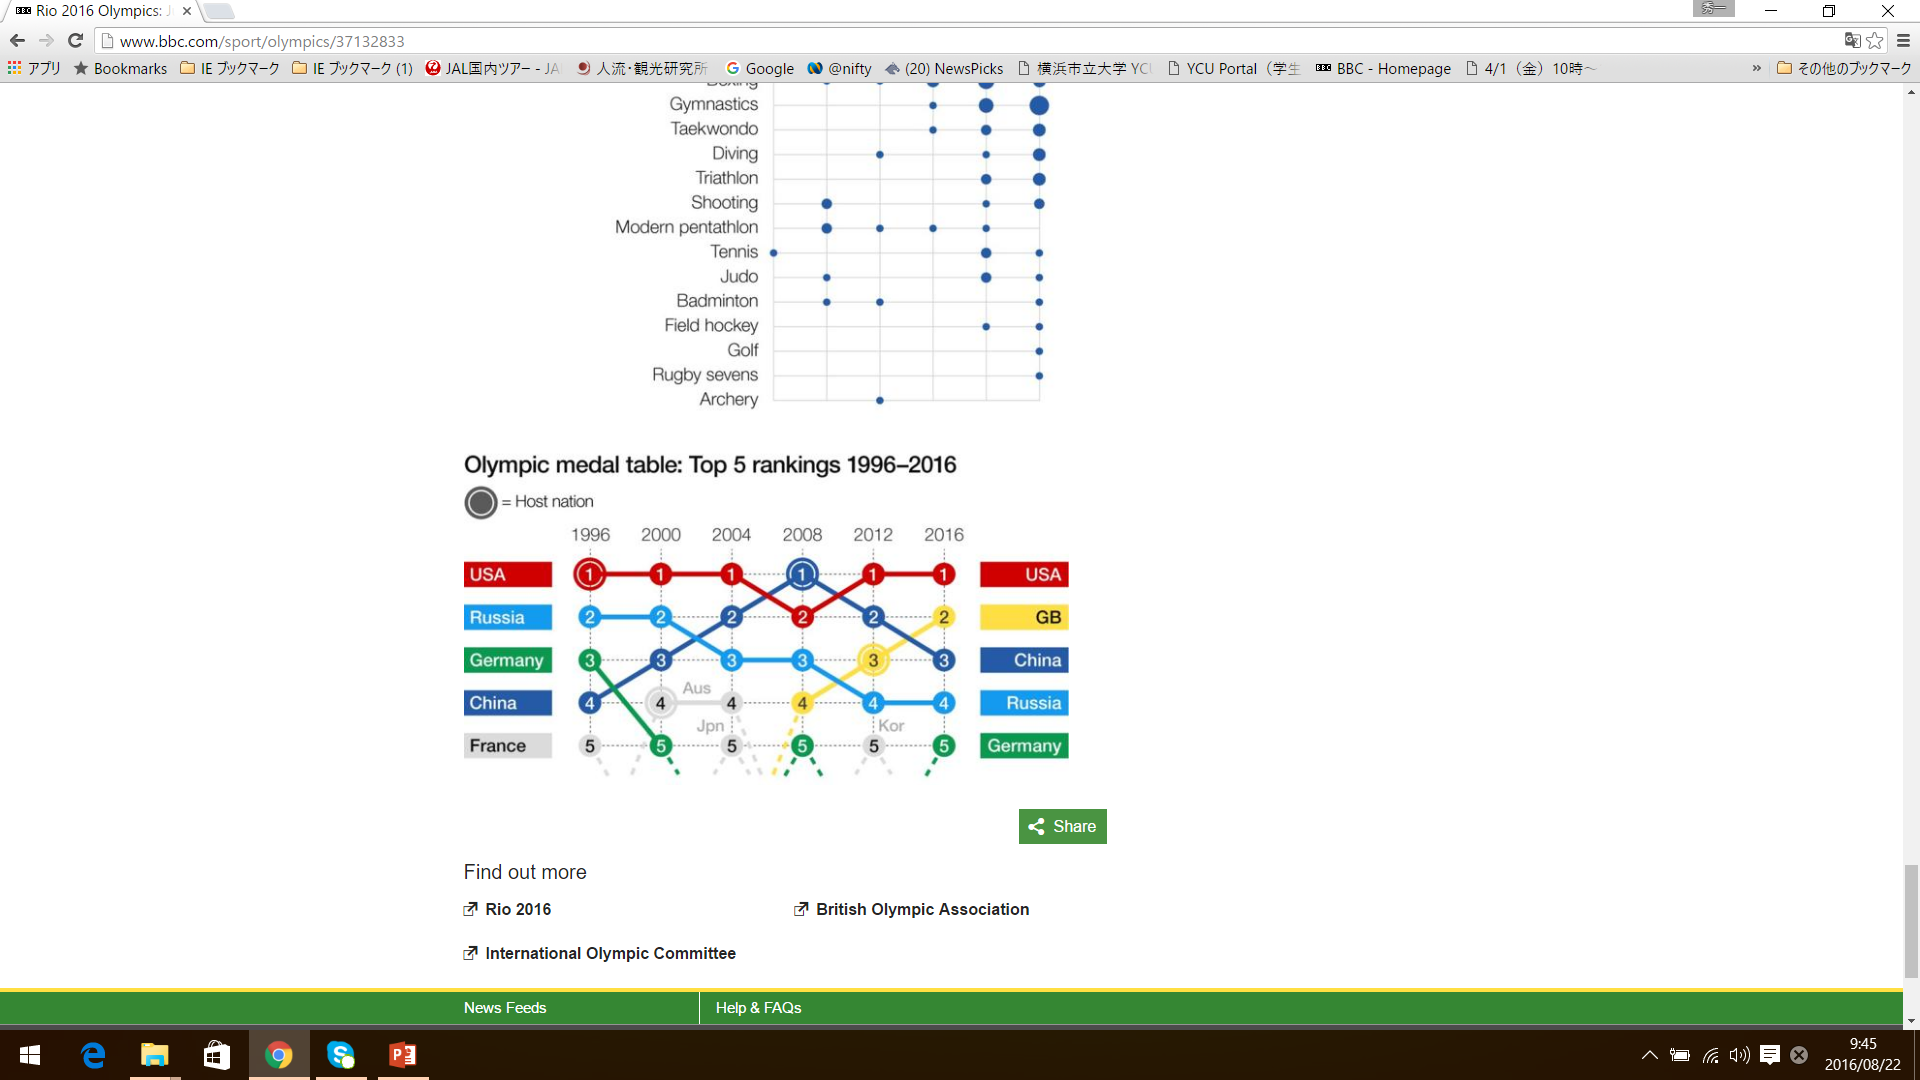 BBC Rio 2016 Olympics: J
秀一
www.bbc.com/sport/olympics/37132833
アプリ Bookmarks IE ブックマーク IE ブックマーク (1) JAL国内ツアー - JA 人流･観光研究所 Google @nifty (20) NewsPicks 横浜市立大学 YCU YCU Portal（学生 BBC BBC - Homepage 4/1（金）10時～ » その他のブックマーク
Boxing
Gymnastics
Taekwondo
Diving
Triathlon
Shooting
Modern pentathlon
Tennis
Judo
Badminton
Field hockey
Golf
Rugby sevens
Archery
Olympic medal table: Top 5 rankings 1996–2016
= Host nation
1996 2000 2004 2008 2012 2016
USA 1 1 1 1 1 1 USA
Russia 2 2 2 2 2 2 GB
Germany 3 3 3 3 3 3 China
Aus
China 4 4 4 4 4 4 Russia
Jpn Kor
France 5 5 5 5 5 5 Germany
Share
Find out more
Rio 2016 British Olympic Association
International Olympic Committee
News Feeds Help & FAQs
9:45
2016/08/22